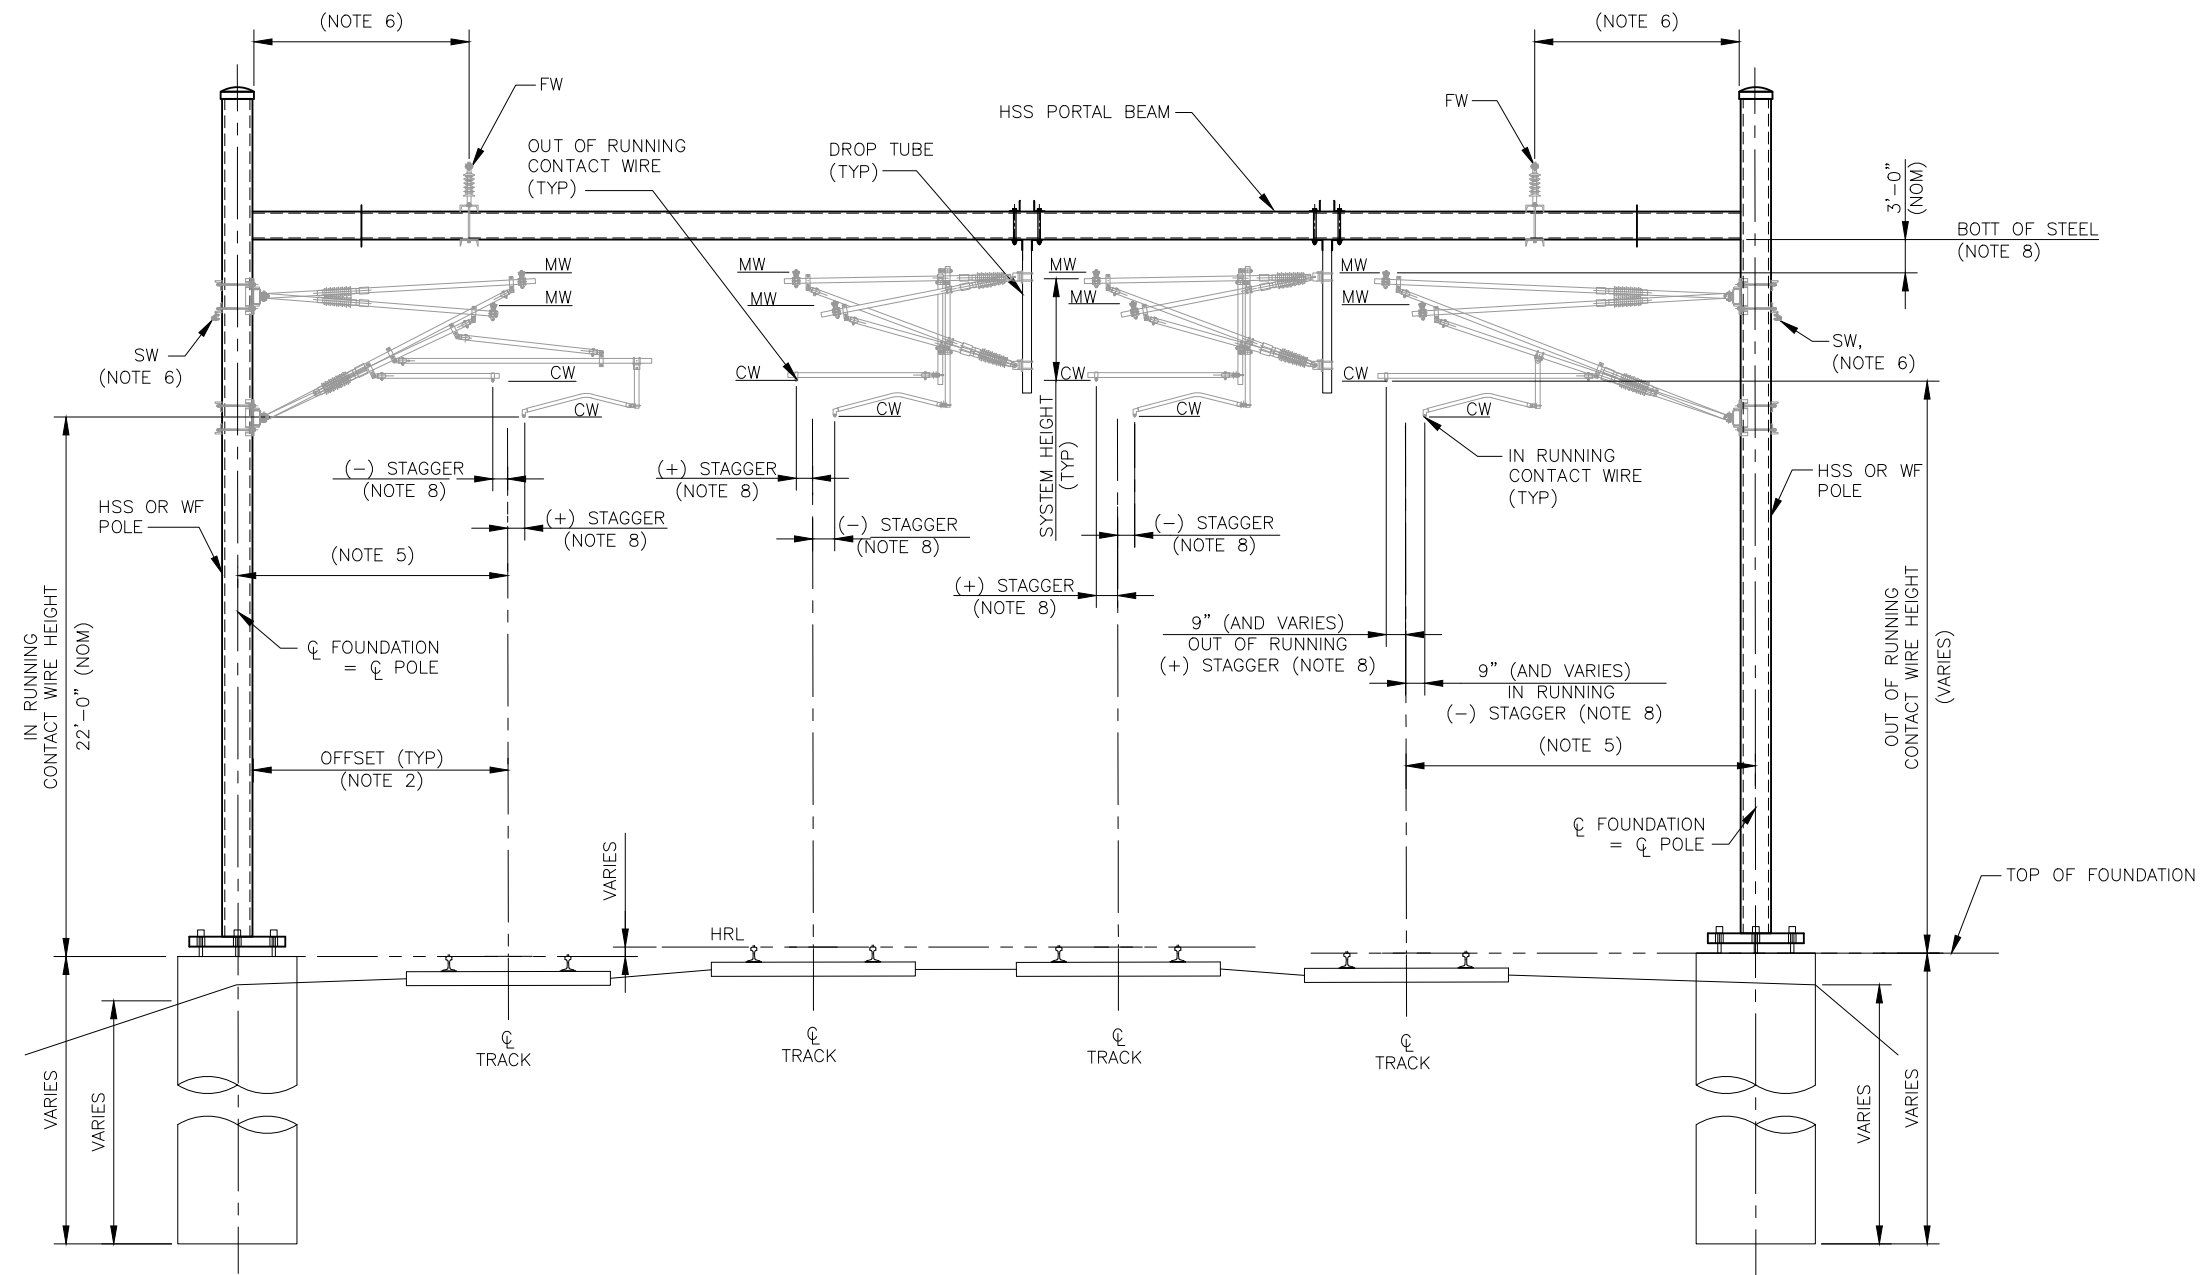 (NOTE 6)
(NOTE 6)
FW
FW
HSS PORTAL BEAM
OUT OF RUNNING
CONTACT WIRE
(TYP)
DROP TUBE
(TYP)
3'-0"
(NOM)
BOTT OF STEEL
(NOTE 8)
MW
MW
MW
MW
MW
MW
MW
MW
SW
(NOTE 6)
SW,
(NOTE 6)
CW
CW
CW
CW
CW
CW
CW
CW
SYSTEM HEIGHT
(TYP)
(-) STAGGER
(NOTE 8)
(+) STAGGER
(NOTE 8)
IN RUNNING
CONTACT WIRE
(TYP)
HSS OR WF
POLE
HSS OR WF
POLE
(+) STAGGER
(NOTE 8)
(-) STAGGER
(NOTE 8)
(-) STAGGER
(NOTE 8)
(NOTE 5)
(+) STAGGER
(NOTE 8)
9" (AND VARIES)
OUT OF RUNNING
(+) STAGGER (NOTE 8)
9" (AND VARIES)
IN RUNNING
(-) STAGGER (NOTE 8)
IN RUNNING
CONTACT WIRE HEIGHT
22'-0" (NOM)
OUT OF RUNNING
CONTACT WIRE HEIGHT
(VARIES)
℄ FOUNDATION
= ℄ POLE
(NOTE 5)
OFFSET (TYP)
(NOTE 2)
℄ FOUNDATION
= ℄ POLE
VARIES
TOP OF FOUNDATION
HRL
℄
TRACK
℄
TRACK
℄
TRACK
℄
TRACK
VARIES
VARIES
VARIES
VARIES